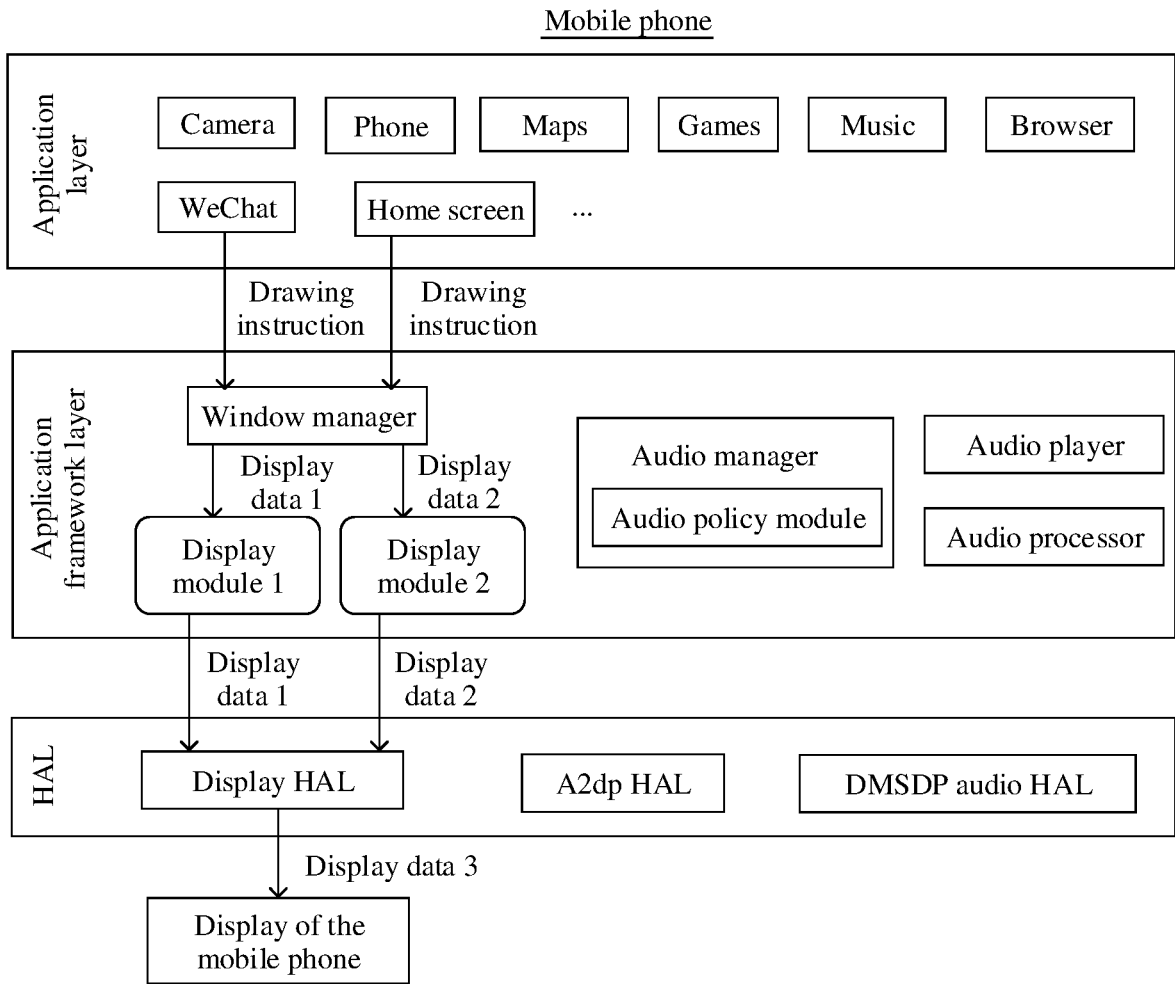 Mobile phone
Application
layer
Camera
Phone
Maps
Games
Music
Browser
WeChat
Home screen
...
Drawing
instruction
Drawing
instruction
Application
framework layer
Window manager
Display
data 1
Display
data 2
Display
module 1
Display
module 2
Audio manager
Audio policy module
Audio player
Audio processor
Display
data 1
Display
data 2
HAL
Display HAL
A2dp HAL
DMSDP audio HAL
Display data 3
Display of the
mobile phone